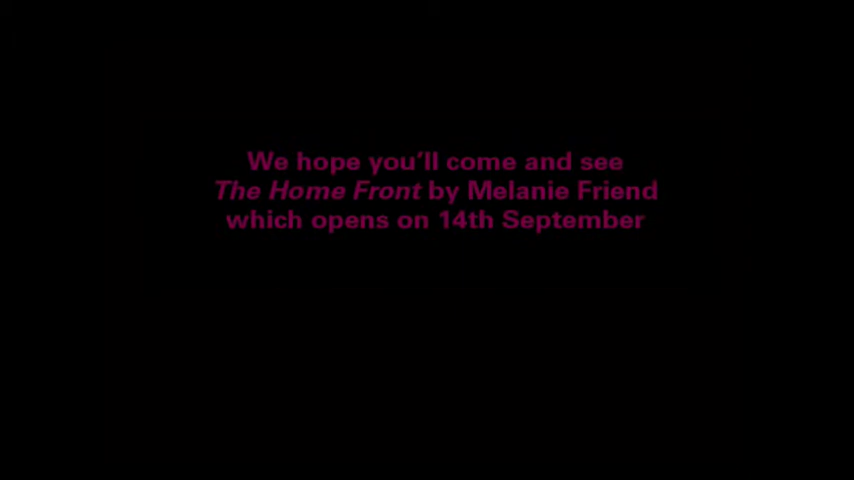 We hope you'll come and see
The Home Front by Melanie Friend
which opens on 14th September